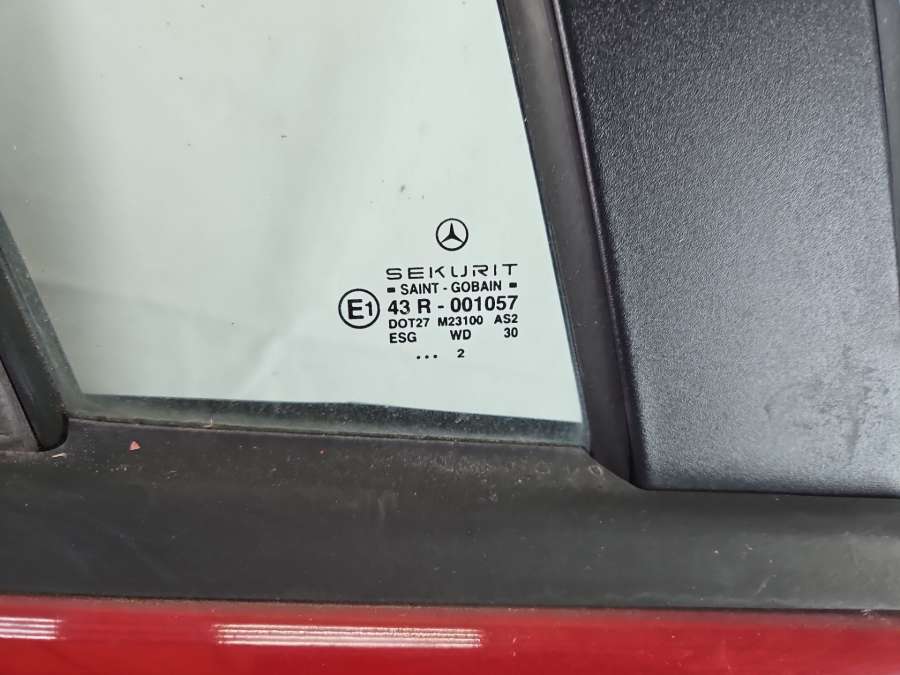 SEKURIT
SAINT - GOBAIN
E1 43 R - 001057
DOT27 M23100 AS2
ESG WD 30
... 2